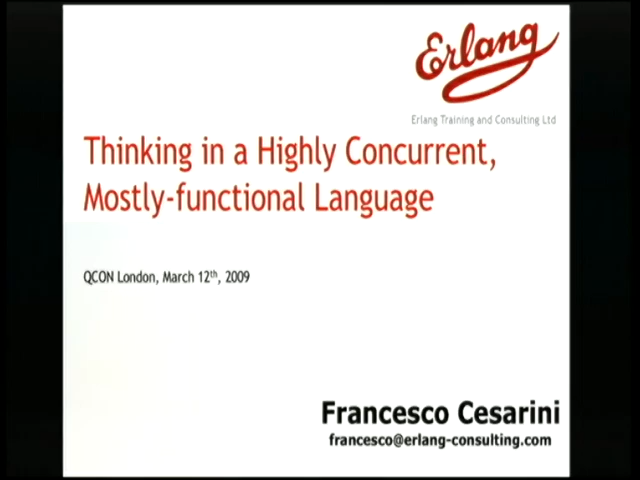 Erlang
Erlang Training and Consulting Ltd
Thinking in a Highly Concurrent,
Mostly-functional Language
QCON London, March 12th, 2009
Francesco Cesarini
francesco@erlang-consulting.com